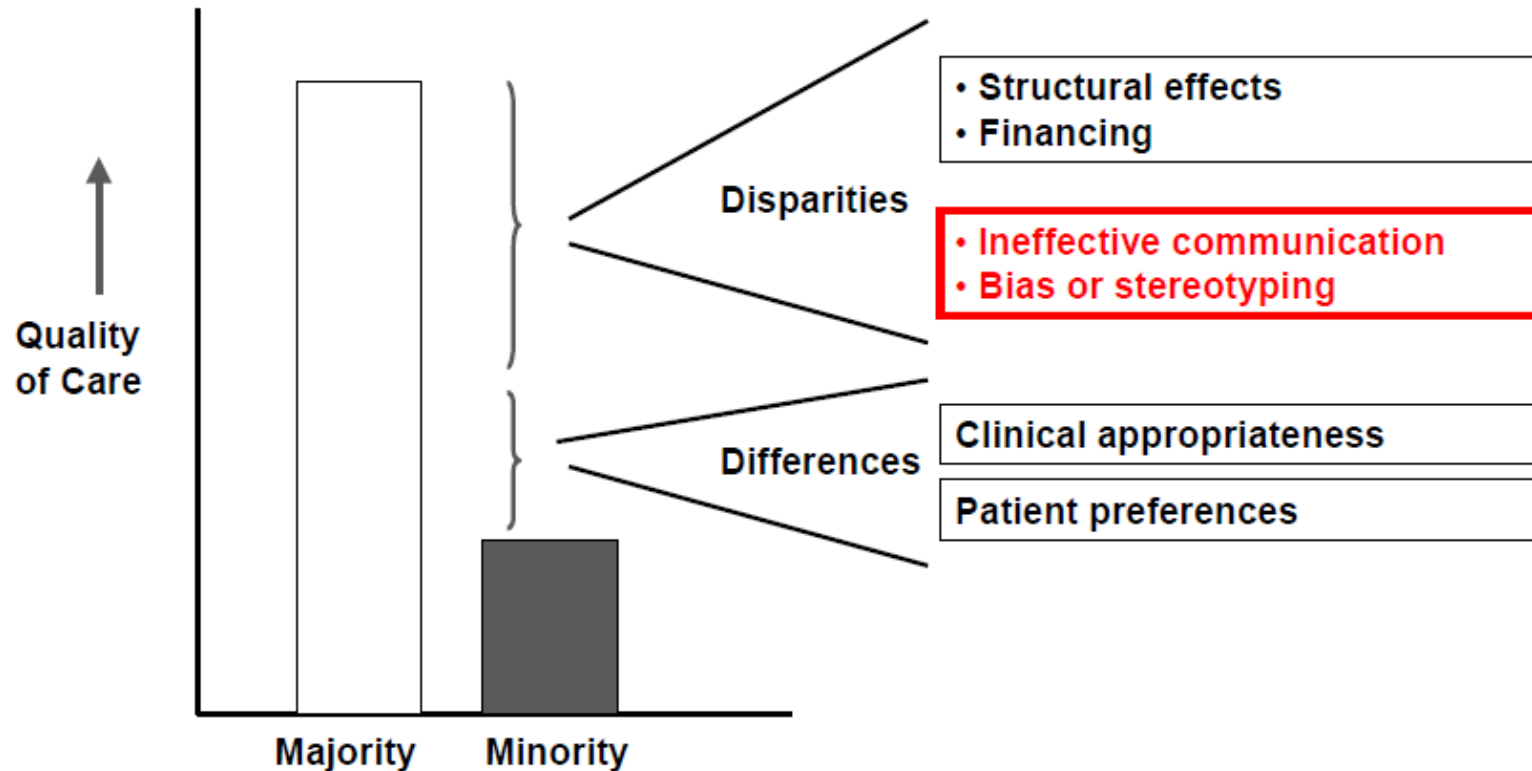 • Structural effects
• Financing
Disparities
• Ineffective communication
• Bias or stereotyping
Quality
of Care
Clinical appropriateness
Differences
Patient preferences
Majority
Minority